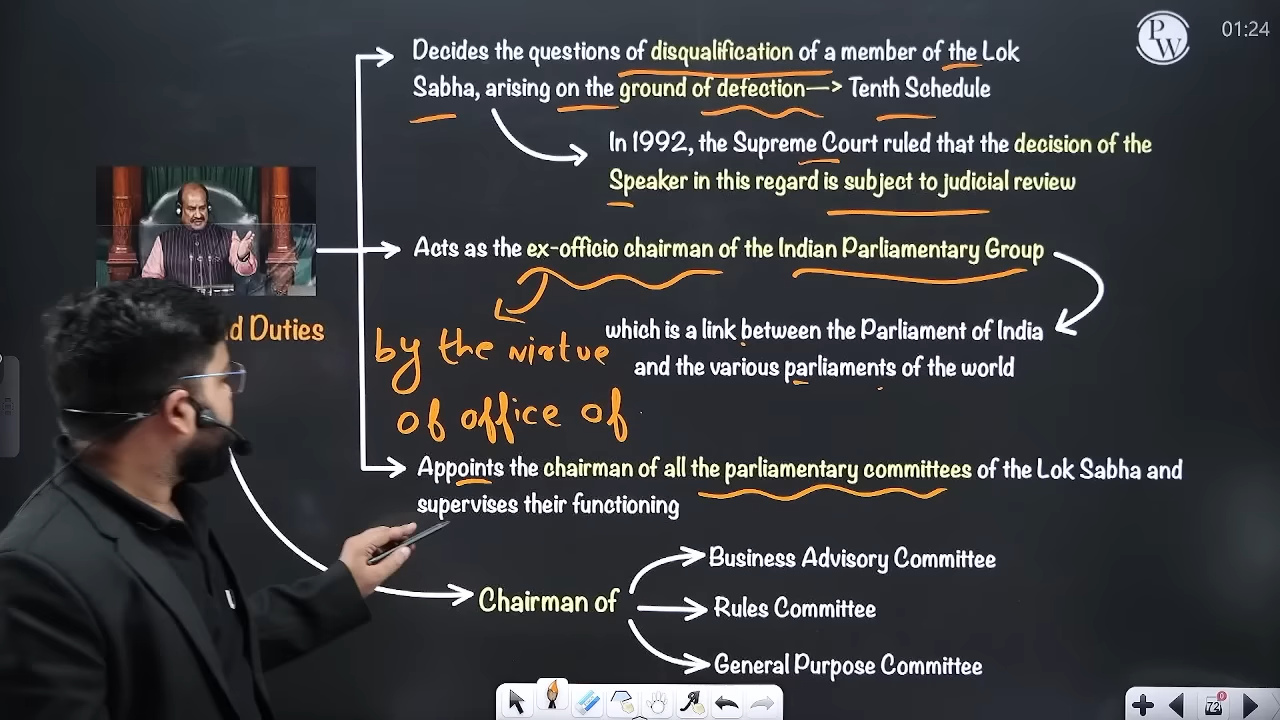 PW
01:24
Decides the questions of disqualification of a member of the Lok
Sabha, arising on the ground of defection—> Tenth Schedule
In 1992, the Supreme Court ruled that the decision of the
Speaker in this regard is subject to judicial review
Acts as the ex-officio chairman of the Indian Parliamentary Group
which is a link between the Parliament of India
and the various parliaments of the world
by the virtue
of office of
Duties
Appoints the chairman of all the parliamentary committees of the Lok Sabha and
supervises their functioning
Chairman of
Business Advisory Committee
Rules Committee
General Purpose Committee
72